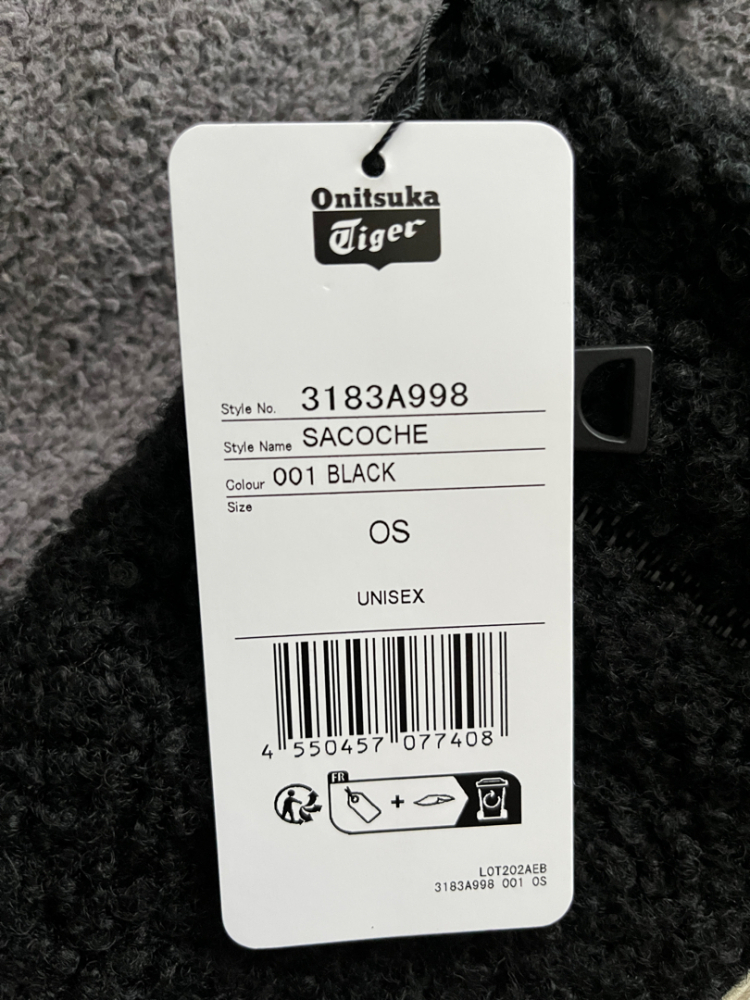 Onitsuka
Tiger
Style No. 3183A998
Style Name SACOCHE
Colour 001 BLACK
Size
OS
UNISEX
4 550457 077408
FR
+
LOT202AEB
3183A998 001 OS